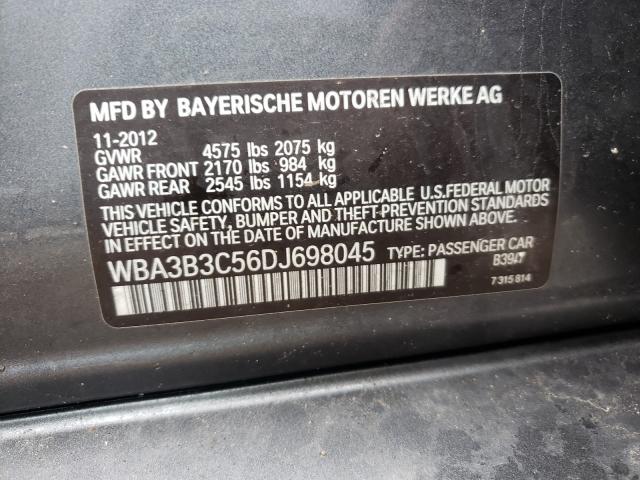 MFD BY BAYERISCHE MOTOREN WERKE AG
11-2012
GVWR 4575 lbs 2075 kg
GAWR FRONT 2170 lbs 984 kg
GAWR REAR 2545 lbs 1154 kg
THIS VEHICLE CONFORMS TO ALL APPLICABLE U.S.FEDERAL MOTOR
VEHICLE SAFETY, BUMPER AND THEFT PREVENTION STANDARDS
IN EFFECT ON THE DATE OF MANUFACTURE SHOWN ABOVE.
WBA3B3C56DJ698045 TYPE: PASSENGER CAR
B39
7 315 814